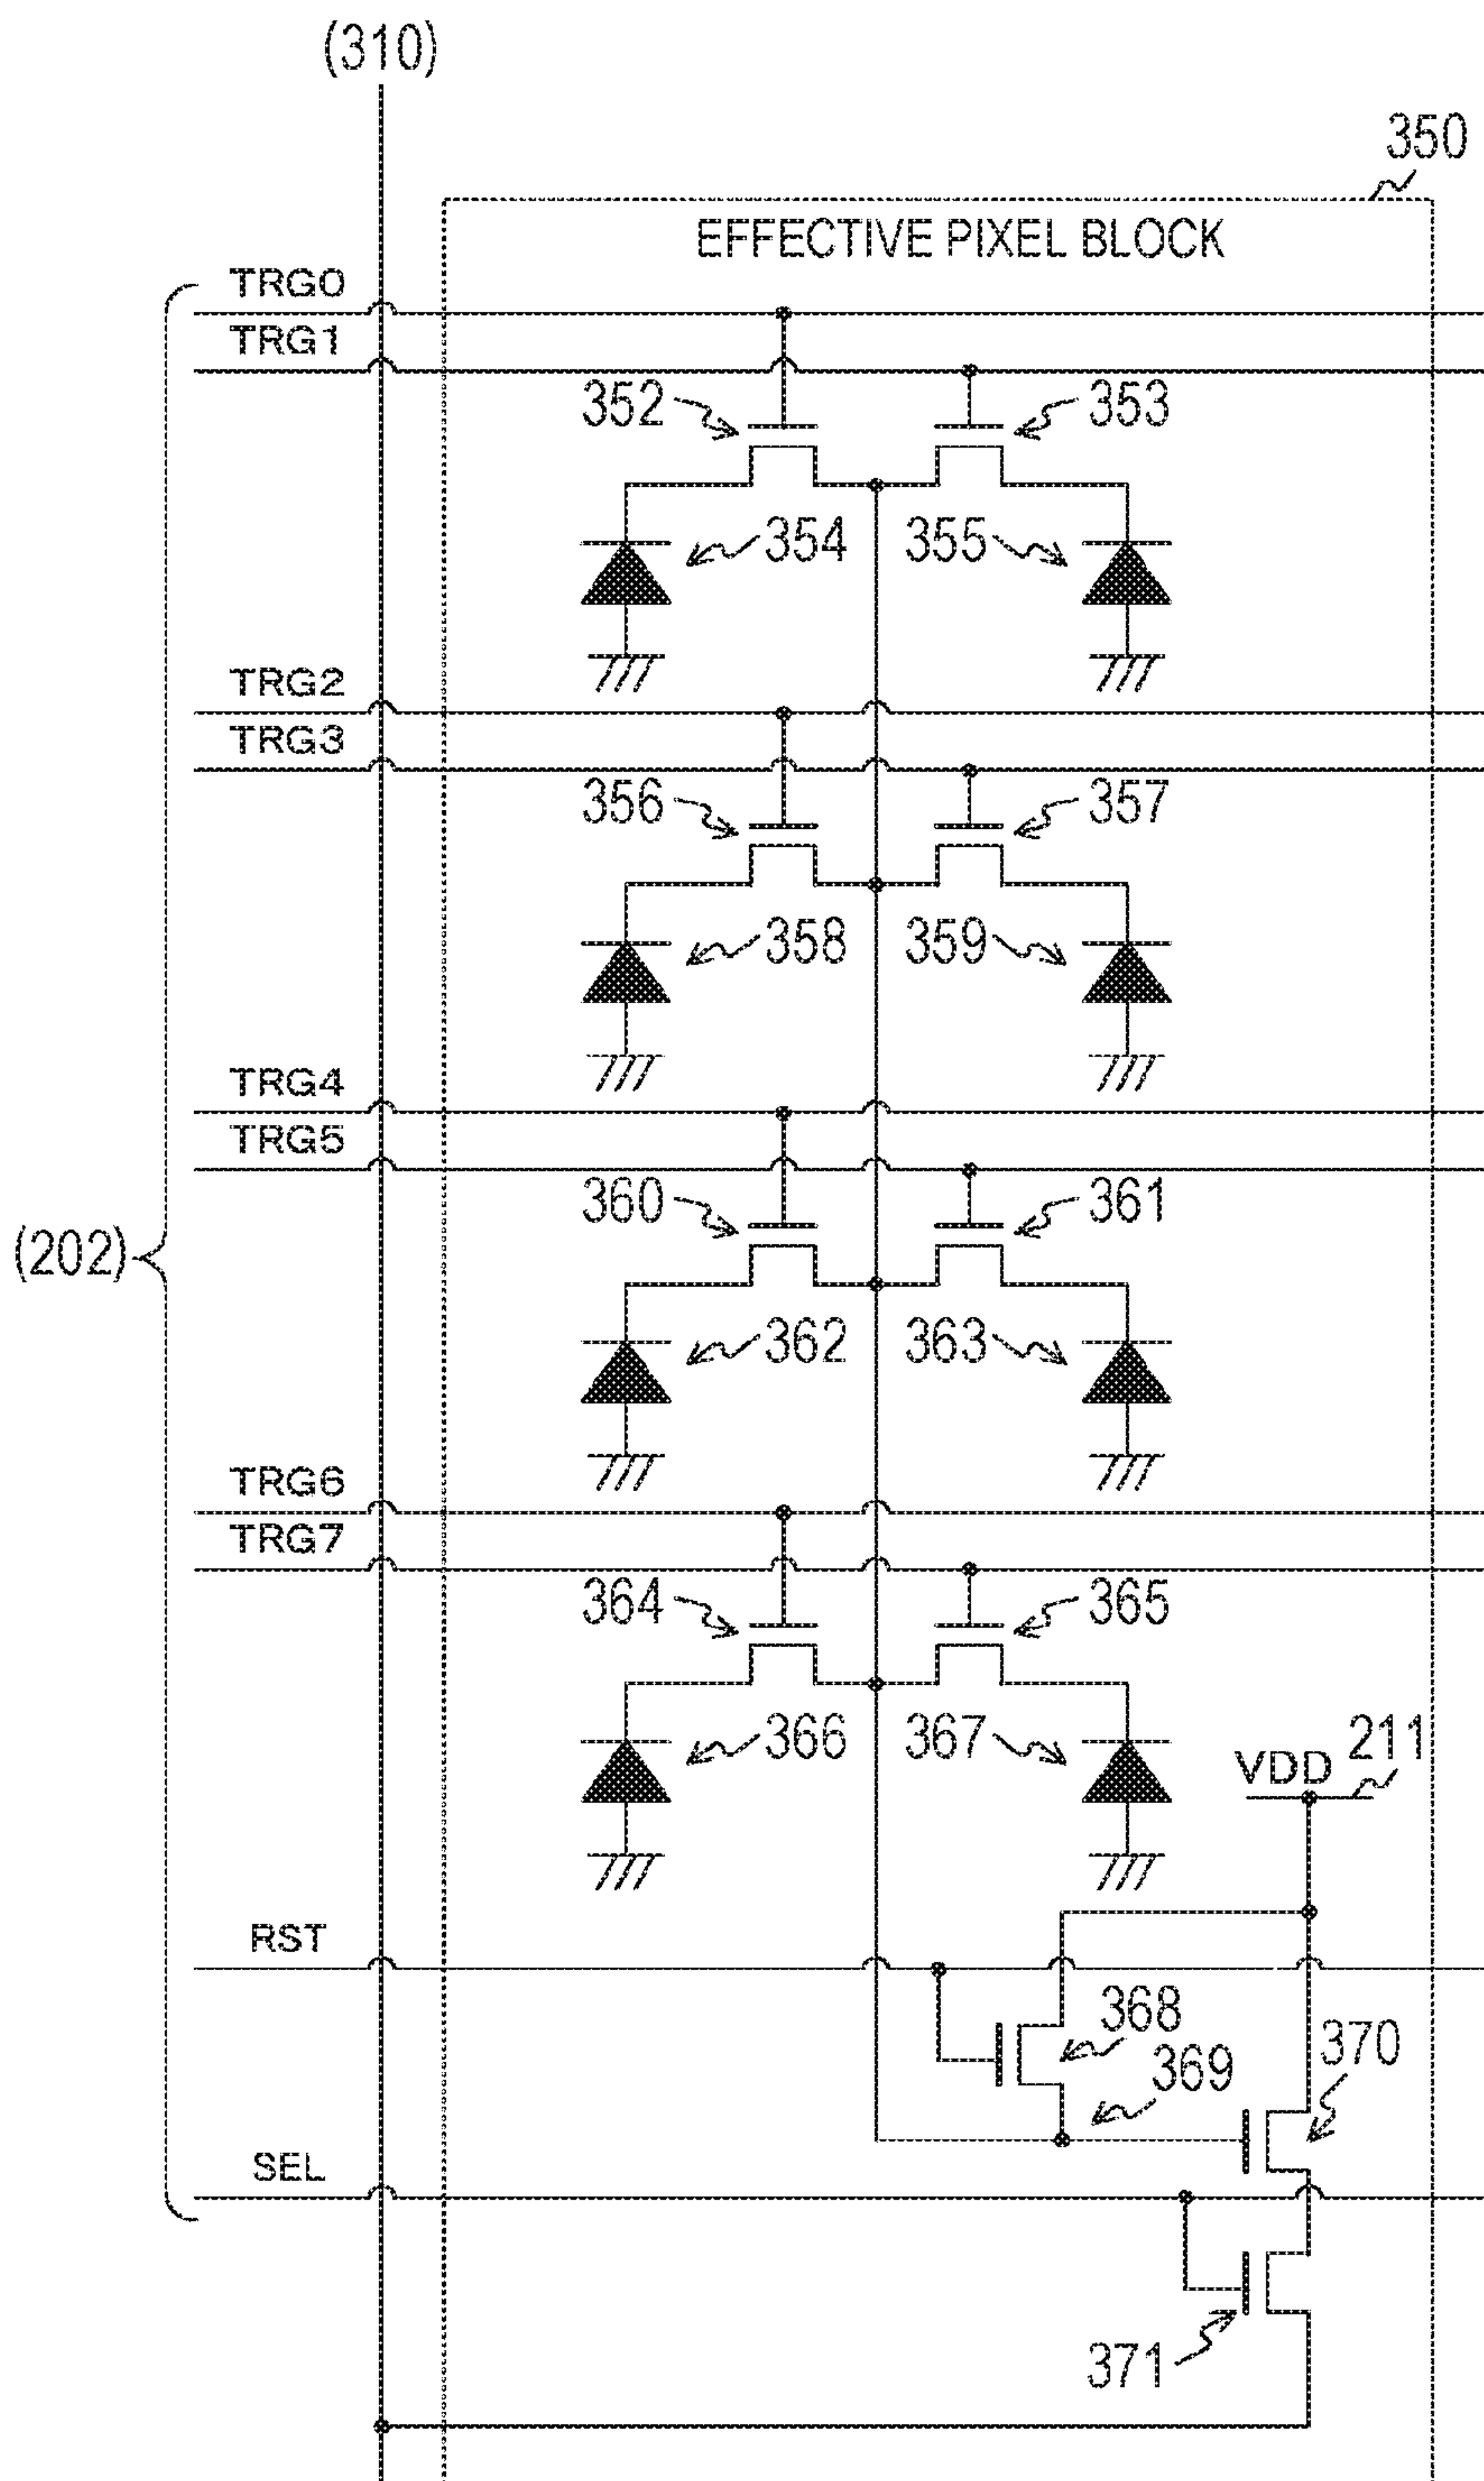 (310)
350
EFFECTIVE PIXEL BLOCK
TRG0
TRG1
352
353
354
355
TRG2
TRG3
356
357
358
359
TRG4
TRG5
360
361
(202)
362
363
TRG6
TRG7
364
365
366
367
VDD
211
RST
368
369
370
SEL
371